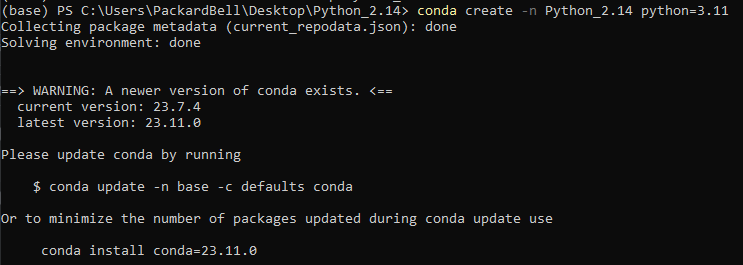 (base) PS C:\Users\PackardBell\Desktop\Python_2.14> conda create -n Python_2.14 python=3.11
Collecting package metadata (current_repodata.json): done
Solving environment: done
==> WARNING: A newer version of conda exists. <==
  current version: 23.7.4
  latest version: 23.11.0
Please update conda by running
    $ conda update -n base -c defaults conda
Or to minimize the number of packages updated during conda update use
     conda install conda=23.11.0